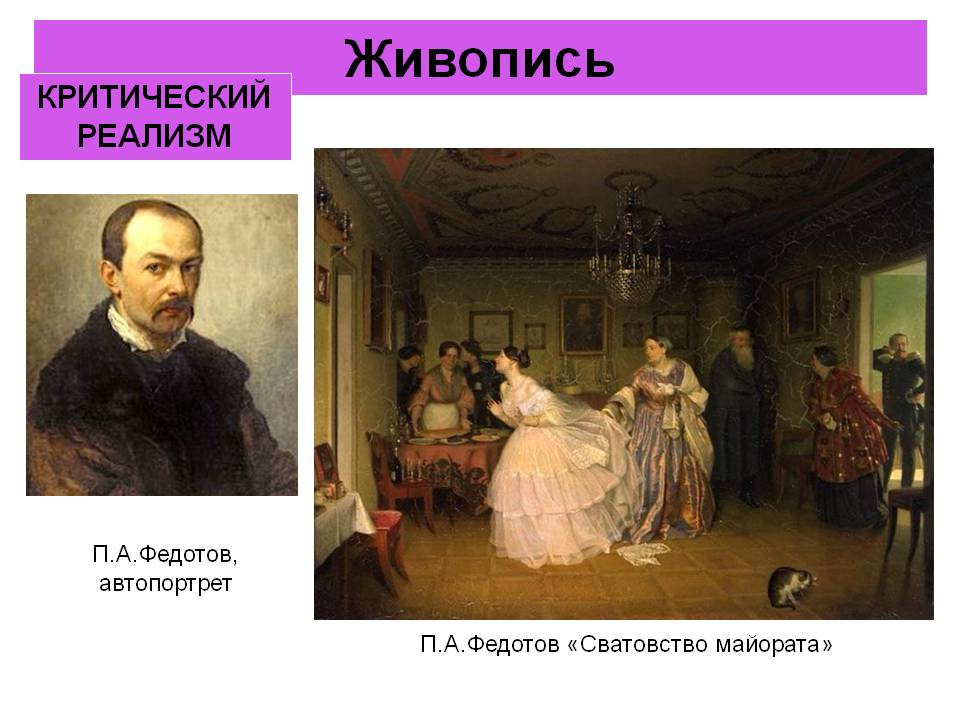 Живопись
КРИТИЧЕСКИЙ
РЕАЛИЗМ
П.А.Федотов,
автопортрет
П.А.Федотов «Сватовство майората»